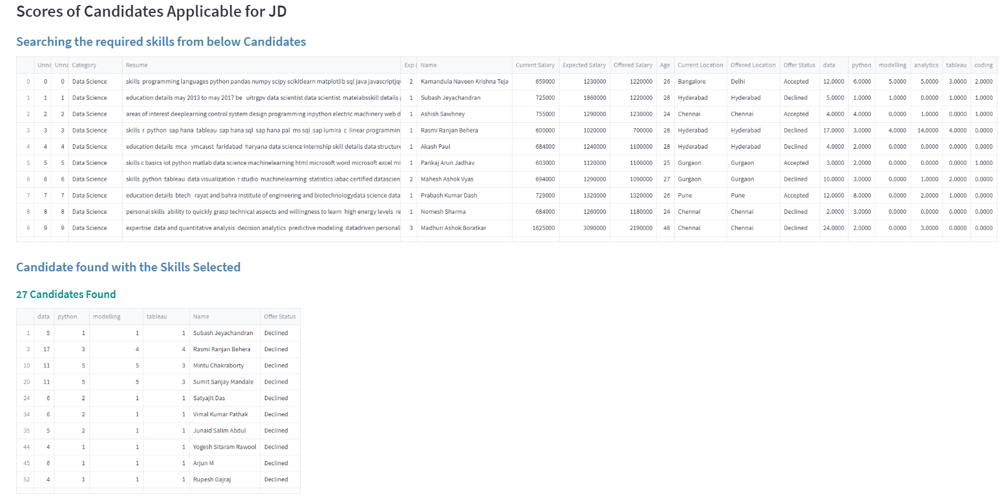 Scores of Candidates Applicable for JD
Searching the required skills from below Candidates
Unna Unna Category Resume Exp ( Name Current Salary Expected Salary Offered Salary Age Current Location Offered Location Offer Status data python modelling analytics tableau coding
0 0 0 Data Science skills programming languages python pandas numpy scipy scikitlearn matplotlib sql java javascriptjq 2 Kamandula Naveen Krishna Teja 659000 1230000 1220000 26 Bangalore Delhi Accepted 12.0000 6.0000 5.0000 5.0000 3.0000 2.0000
1 1 1 Data Science education details may 2013 to may 2017 be uitrgpv data scientist data scientist matelabsskill details 1 Subash Jeyachandran 725000 1860000 1220000 28 Hyderabad Hyderabad Declined 5.0000 1.0000 1.0000 0.0000 1.0000 1.0000
2 2 2 Data Science areas of interest deeplearning control system design programming inpython electric machinery web d 1 Ashish Sawhney 755000 1290000 1230000 24 Chennai Chennai Accepted 4.0000 4.0000 0.0000 1.0000 0.0000 1.0000
3 3 3 Data Science skills r python sap hana tableau sap hana sql sap hana pal ms sql sap lumira c linear programmin 1 Rasmi Ranjan Behera 600000 1020000 700000 28 Hyderabad Hyderabad Declined 17.0000 3.0000 4.0000 14.0000 4.0000 0.0000
4 4 4 Data Science education details mca ymcaust faridabad haryana data science internship skill details data structure 1 Akash Paul 684000 1240000 1100000 28 Hyderabad Hyderabad Declined 4.0000 2.0000 0.0000 0.0000 0.0000 0.0000
5 5 5 Data Science skills c basics iot python matlab data science machinelearning html microsoft word microsoft excel mi 1 Pankaj Arun Jadhav 603000 1120000 1100000 25 Gurgaon Gurgaon Accepted 3.0000 2.0000 0.0000 0.0000 0.0000 1.0000
6 6 6 Data Science skills python tableau data visualization r studio machinelearning statistics iabac certified datascien 2 Mahesh Ashok Vyas 694000 1290000 1090000 27 Gurgaon Gurgaon Declined 10.0000 3.0000 0.0000 1.0000 2.0000 0.0000
7 7 7 Data Science education details btech rayat and bahra institute of engineering and biotechnologydata science data 1 Prabash Kumar Dash 729000 1320000 1320000 26 Pune Pune Accepted 12.0000 8.0000 0.0000 2.0000 1.0000 0.0000
8 8 8 Data Science personal skills ability to quickly grasp technical aspects and willingness to learn high energy levels re 1 Nomesh Sharma 684000 1260000 1180000 24 Chennai Chennai Declined 2.0000 3.0000 0.0000 0.0000 0.0000 0.0000
9 9 9 Data Science expertise data and quantitative analysis decision analytics predictive modeling datadriven personal 3 Madhuri Ashok Boratkar 1625000 3090000 2190000 48 Chennai Chennai Declined 24.0000 2.0000 0.0000 3.0000 0.0000 0.0000
Candidate found with the Skills Selected
27 Candidates Found
data python modelling tableau Name Offer Status
1 5 1 1 1 Subash Jeyachandran Declined
3 17 3 4 4 Rasmi Ranjan Behera Declined
10 11 5 5 3 Mintu Chakraborty Declined
20 11 5 5 3 Sumit Sanjay Mandale Declined
24 6 2 1 1 Satyajit Das Declined
34 6 2 1 1 Vimal Kumar Pathak Declined
35 5 2 1 1 Junaid Salim Abdul Declined
44 4 1 1 1 Yogesh Sitaram Rawool Declined
45 6 1 1 1 Arjun M Declined
52 4 1 1 1 Rupesh Gajraj Declined